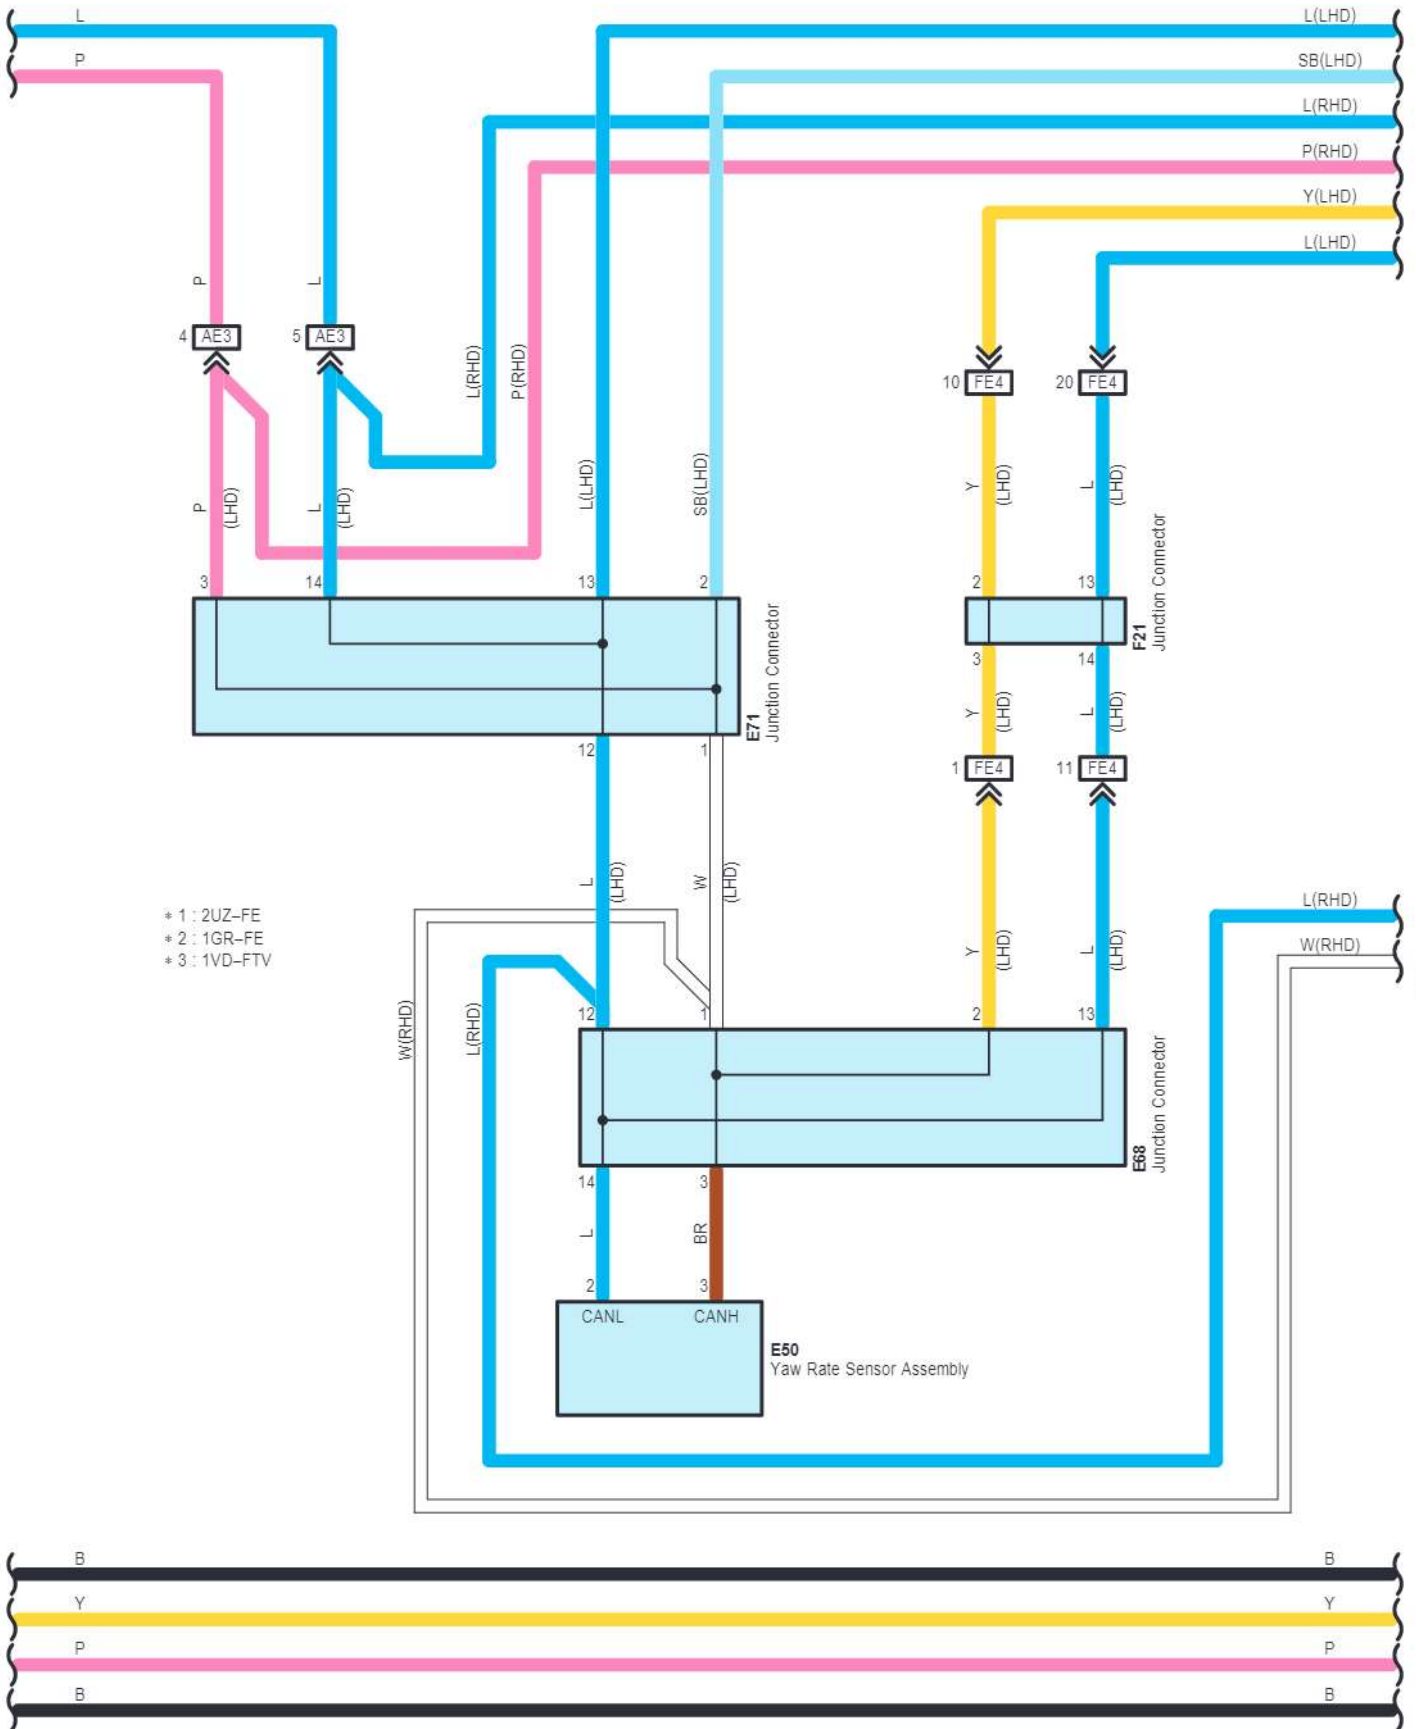 L
L(LHD)
P
SB(LHD)
L(RHD)
P(RHD)
Y(LHD)
L(LHD)
P
L
4 AE3
5 AE3
L(RHD)
P(RHD)
10 FE4
20 FE4
P
(LHD)
L
(LHD)
L(LHD)
SB(LHD)
Y
(LHD)
L
(LHD)
3
14
13
2
2
13
E71
Junction Connector
F21
Junction Connector
3
14
12
1
Y
(LHD)
L
(LHD)
1 FE4
11 FE4
L
(LHD)
W
(LHD)
* 1 : 2UZ–FE
* 2 : 1GR–FE
* 3 : 1VD–FTV
L(RHD)
W(RHD)
Y
(LHD)
L
(LHD)
W(RHD)
L(RHD)
12
1
2
13
E68
Junction Connector
14
3
L
BR
2
3
CANL
CANH
E50
Yaw Rate Sensor Assembly
B
B
Y
Y
P
P
B
B